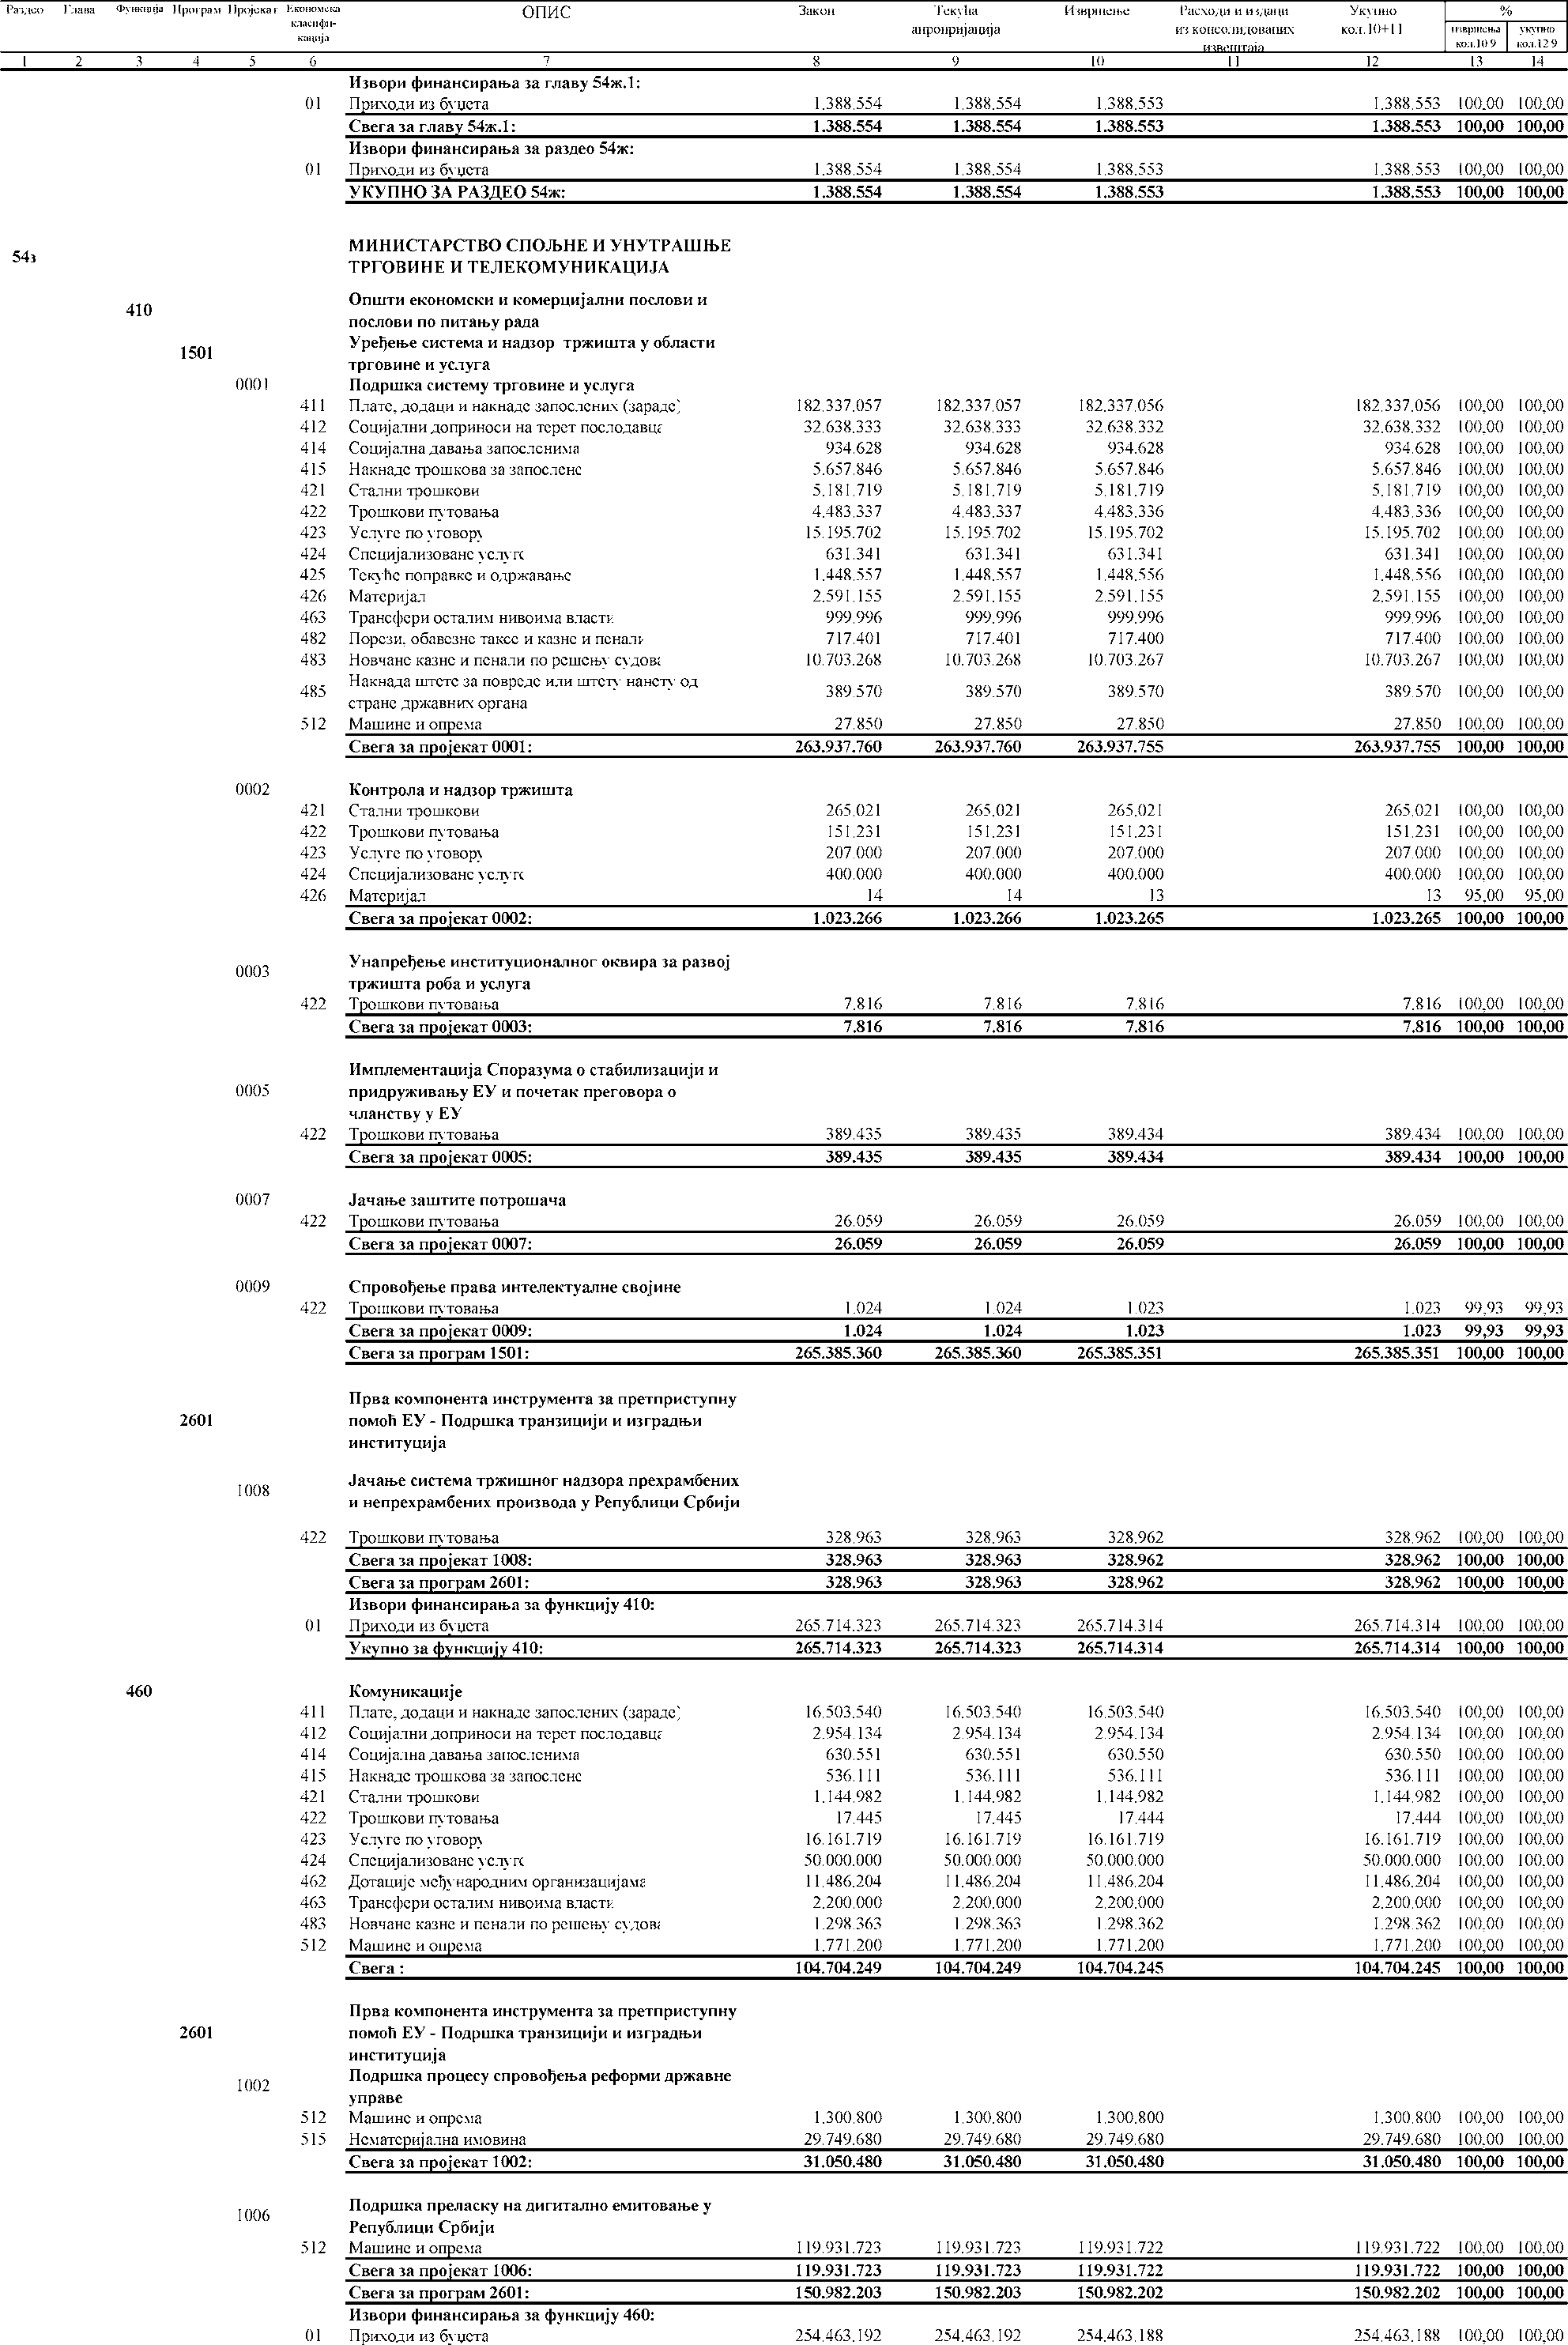 Раздео Глава Функција Програм Пројекат Економска класифи-кација ОПИС Закон Текућа апропријација Извршење Расходи и издаци из консолидованих извештаја Укупно кол.10+11 % извршења кол.10 9 укупно кол.12 9
1 2 3 4 5 6 7 8 9 10 11 12 13 14
Извори финансирања за главу 54ж.1:
01 Приходи из буџета 1.388.554 1.388.554 1.388.553 1.388.553 100,00 100,00
Свега за главу 54ж.1: 1.388.554 1.388.554 1.388.553 1.388.553 100,00 100,00
Извори финансирања за раздео 54ж:
01 Приходи из буџета 1.388.554 1.388.554 1.388.553 1.388.553 100,00 100,00
УКУПНО ЗА РАЗДЕО 54ж: 1.388.554 1.388.554 1.388.553 1.388.553 100,00 100,00
54з МИНИСТАРСТВО СПОЉНЕ И УНУТРАШЊЕ
ТРГОВИНЕ И ТЕЛЕКОМУНИКАЦИЈА
410 Општи економски и комерцијални послови и
послови по питању рада
1501 Уређење система и надзор тржишта у области
трговине и услуга
0001 Подршка систему трговине и услуга
411 Плате, додаци и накнаде запослених (зараде) 182.337.057 182.337.057 182.337.056 182.337.056 100,00 100,00
412 Социјални доприноси на терет послодавца 32.638.333 32.638.333 32.638.332 32.638.332 100,00 100,00
414 Социјална давања запосленима 934.628 934.628 934.628 934.628 100,00 100,00
415 Накнаде трошкова за запослене 5.657.846 5.657.846 5.657.846 5.657.846 100,00 100,00
421 Стални трошкови 5.181.719 5.181.719 5.181.719 5.181.719 100,00 100,00
422 Трошкови путовања 4.483.337 4.483.337 4.483.336 4.483.336 100,00 100,00
423 Услуге по уговору 15.195.702 15.195.702 15.195.702 15.195.702 100,00 100,00
424 Специјализоване услуге 631.341 631.341 631.341 631.341 100,00 100,00
425 Текуће поправке и одржавање 1.448.557 1.448.557 1.448.556 1.448.556 100,00 100,00
426 Материјал 2.591.155 2.591.155 2.591.155 2.591.155 100,00 100,00
463 Трансфери осталим нивоима власти 999.996 999.996 999.996 999.996 100,00 100,00
482 Порези, обавезне таксе и казне и пенали 717.401 717.401 717.400 717.400 100,00 100,00
483 Новчане казне и пенали по решењу судова 10.703.268 10.703.268 10.703.267 10.703.267 100,00 100,00
485 Накнада штете за повреде или штету нанету од
стране државних органа 389.570 389.570 389.570 389.570 100,00 100,00
512 Машине и опрема 27.850 27.850 27.850 27.850 100,00 100,00
Свега за пројекат 0001: 263.937.760 263.937.760 263.937.755 263.937.755 100,00 100,00
0002 Контрола и надзор тржишта
421 Стални трошкови 265.021 265.021 265.021 265.021 100,00 100,00
422 Трошкови путовања 151.231 151.231 151.231 151.231 100,00 100,00
423 Услуге по уговору 207.000 207.000 207.000 207.000 100,00 100,00
424 Специјализоване услуге 400.000 400.000 400.000 400.000 100,00 100,00
426 Материјал 14 14 13 13 95,00 95,00
Свега за пројекат 0002: 1.023.266 1.023.266 1.023.265 1.023.265 100,00 100,00
0003 Унапређење институционалног оквира за развој
тржишта роба и услуга
422 Трошкови путовања 7.816 7.816 7.816 7.816 100,00 100,00
Свега за пројекат 0003: 7.816 7.816 7.816 7.816 100,00 100,00
0005 Имплементација Споразума о стабилизацији и
придруживању ЕУ и почетак преговора о
чланству у ЕУ
422 Трошкови путовања 389.435 389.435 389.434 389.434 100,00 100,00
Свега за пројекат 0005: 389.435 389.435 389.434 389.434 100,00 100,00
0007 Јачање заштите потрошача
422 Трошкови путовања 26.059 26.059 26.059 26.059 100,00 100,00
Свега за пројекат 0007: 26.059 26.059 26.059 26.059 100,00 100,00
0009 Спровођење права интелектуалне својине
422 Трошкови путовања 1.024 1.024 1.023 1.023 99,93 99,93
Свега за пројекат 0009: 1.024 1.024 1.023 1.023 99,93 99,93
Свега за програм 1501: 265.385.360 265.385.360 265.385.351 265.385.351 100,00 100,00
2601 Прва компонента инструмента за претприступну
помоћ ЕУ - Подршка транзицији и изградњи
институција
1008 Јачање система тржишног надзора прехрамбених
и непрехрамбених производа у Републици Србији
422 Трошкови путовања 328.963 328.963 328.962 328.962 100,00 100,00
Свега за пројекат 1008: 328.963 328.963 328.962 328.962 100,00 100,00
Свега за програм 2601: 328.963 328.963 328.962 328.962 100,00 100,00
Извори финансирања за функцију 410:
01 Приходи из буџета 265.714.323 265.714.323 265.714.314 265.714.314 100,00 100,00
Укупно за функцију 410: 265.714.323 265.714.323 265.714.314 265.714.314 100,00 100,00
460 Комуникације
411 Плате, додаци и накнаде запослених (зараде) 16.503.540 16.503.540 16.503.540 16.503.540 100,00 100,00
412 Социјални доприноси на терет послодавца 2.954.134 2.954.134 2.954.134 2.954.134 100,00 100,00
414 Социјална давања запосленима 630.551 630.551 630.550 630.550 100,00 100,00
415 Накнаде трошкова за запослене 536.111 536.111 536.111 536.111 100,00 100,00
421 Стални трошкови 1.144.982 1.144.982 1.144.982 1.144.982 100,00 100,00
422 Трошкови путовања 17.445 17.445 17.444 17.444 100,00 100,00
423 Услуге по уговору 16.161.719 16.161.719 16.161.719 16.161.719 100,00 100,00
424 Специјализоване услуге 50.000.000 50.000.000 50.000.000 50.000.000 100,00 100,00
462 Дотације међународним организацијама 11.486.204 11.486.204 11.486.204 11.486.204 100,00 100,00
463 Трансфери осталим нивоима власти 2.200.000 2.200.000 2.200.000 2.200.000 100,00 100,00
483 Новчане казне и пенали по решењу судова 1.298.363 1.298.363 1.298.362 1.298.362 100,00 100,00
512 Машине и опрема 1.771.200 1.771.200 1.771.200 1.771.200 100,00 100,00
Свега : 104.704.249 104.704.249 104.704.245 104.704.245 100,00 100,00
2601 Прва компонента инструмента за претприступну
помоћ ЕУ - Подршка транзицији и изградњи
институција
1002 Подршка процесу спровођења реформи државне
управе
512 Машине и опрема 1.300.800 1.300.800 1.300.800 1.300.800 100,00 100,00
515 Нематеријална имовина 29.749.680 29.749.680 29.749.680 29.749.680 100,00 100,00
Свега за пројекат 1002: 31.050.480 31.050.480 31.050.480 31.050.480 100,00 100,00
1006 Подршка преласку на дигитално емитовање у
Републици Србији
512 Машине и опрема 119.931.723 119.931.723 119.931.722 119.931.722 100,00 100,00
Свега за пројекат 1006: 119.931.723 119.931.723 119.931.722 119.931.722 100,00 100,00
Свега за програм 2601: 150.982.203 150.982.203 150.982.202 150.982.202 100,00 100,00
Извори финансирања за функцију 460:
01 Приходи из буџета 254.463.192 254.463.192 254.463.188 254.463.188 100,00 100,00